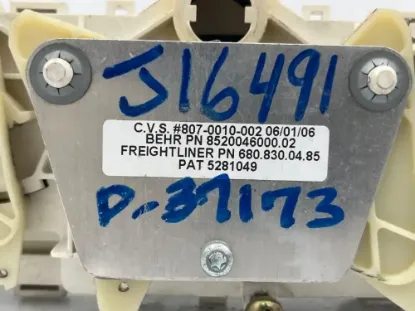 J16491
C.V.S. #807-0010-002 06/01/06
BEHR PN 8520046000.02
FREIGHTLINER PN 680.830.04.85
PAT 5281049
D-37173